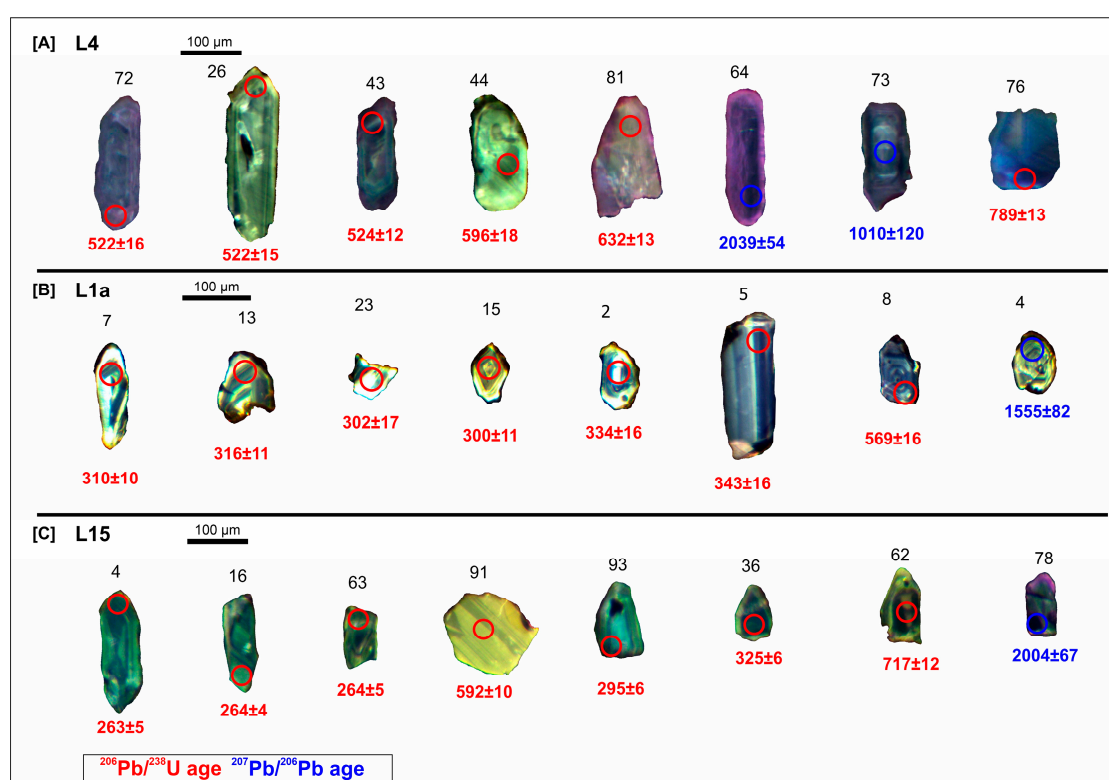 [A] L4 100 µm
72 26 43 44 81 64 73 76
522±16 522±15 524±12 596±18 632±13 2039±54 1010±120 789±13
[B] L1a 100 µm
7 13 23 15 2 5 8 4
310±10 316±11 302±17 300±11 334±16 343±16 569±16 1555±82
[C] L15 100 µm
4 16 63 91 93 36 62 78
263±5 264±4 264±5 592±10 295±6 325±6 717±12 2004±67
²⁰⁶Pb/²³⁸U age ²⁰⁷Pb/²⁰⁶Pb age